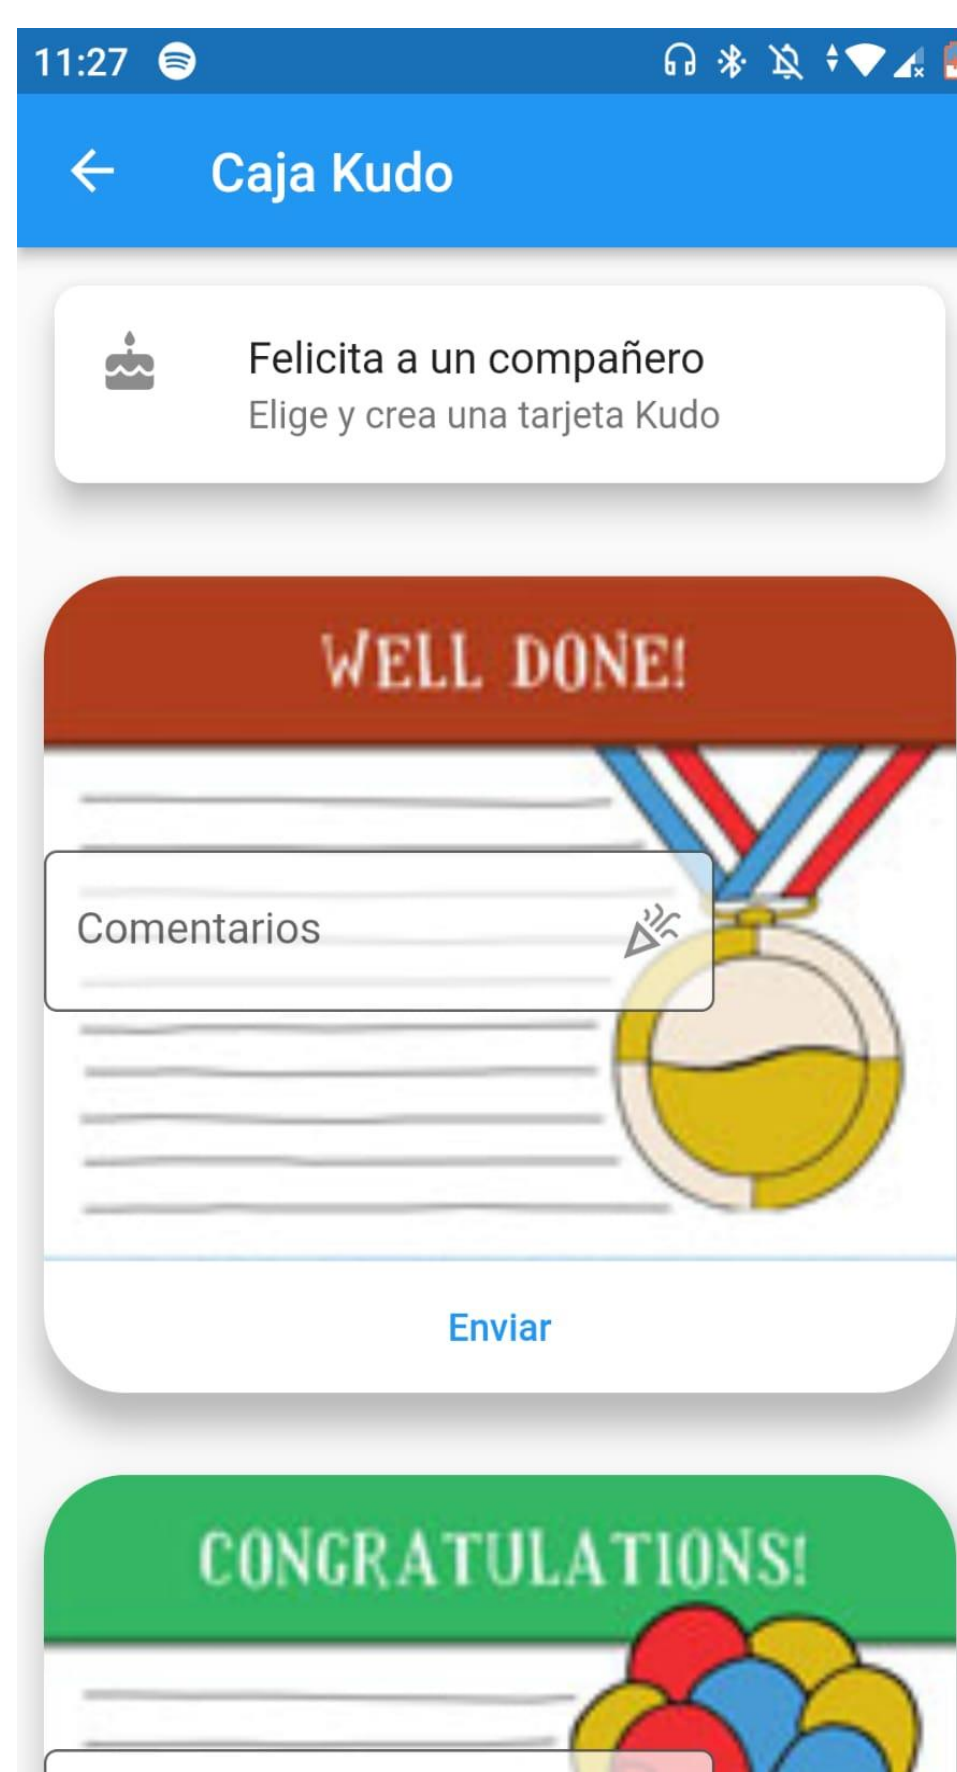 11:27
Caja Kudo
Felicita a un compañero
Elige y crea una tarjeta Kudo
WELL DONE!
Comentarios
Enviar
CONGRATULATIONS!